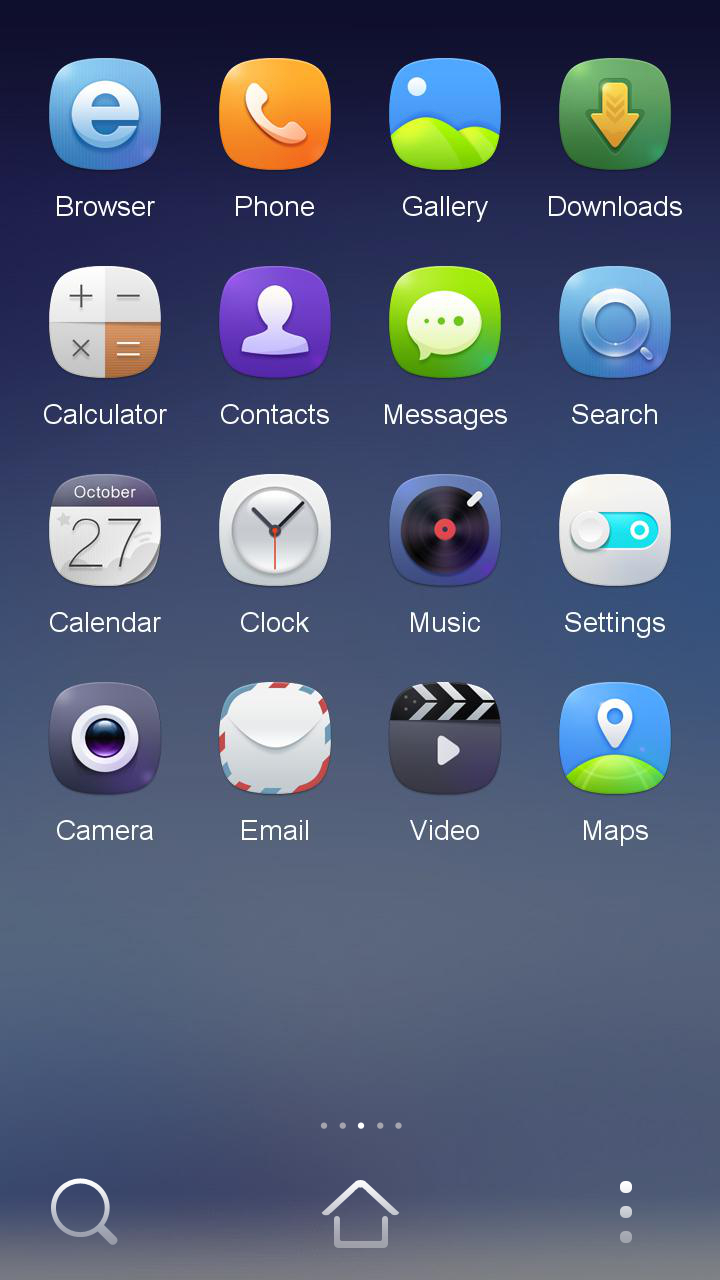 Browser
Phone
Gallery
Downloads
Calculator
Contacts
Messages
Search
October
27
Calendar
Clock
Music
Settings
Camera
Email
Video
Maps